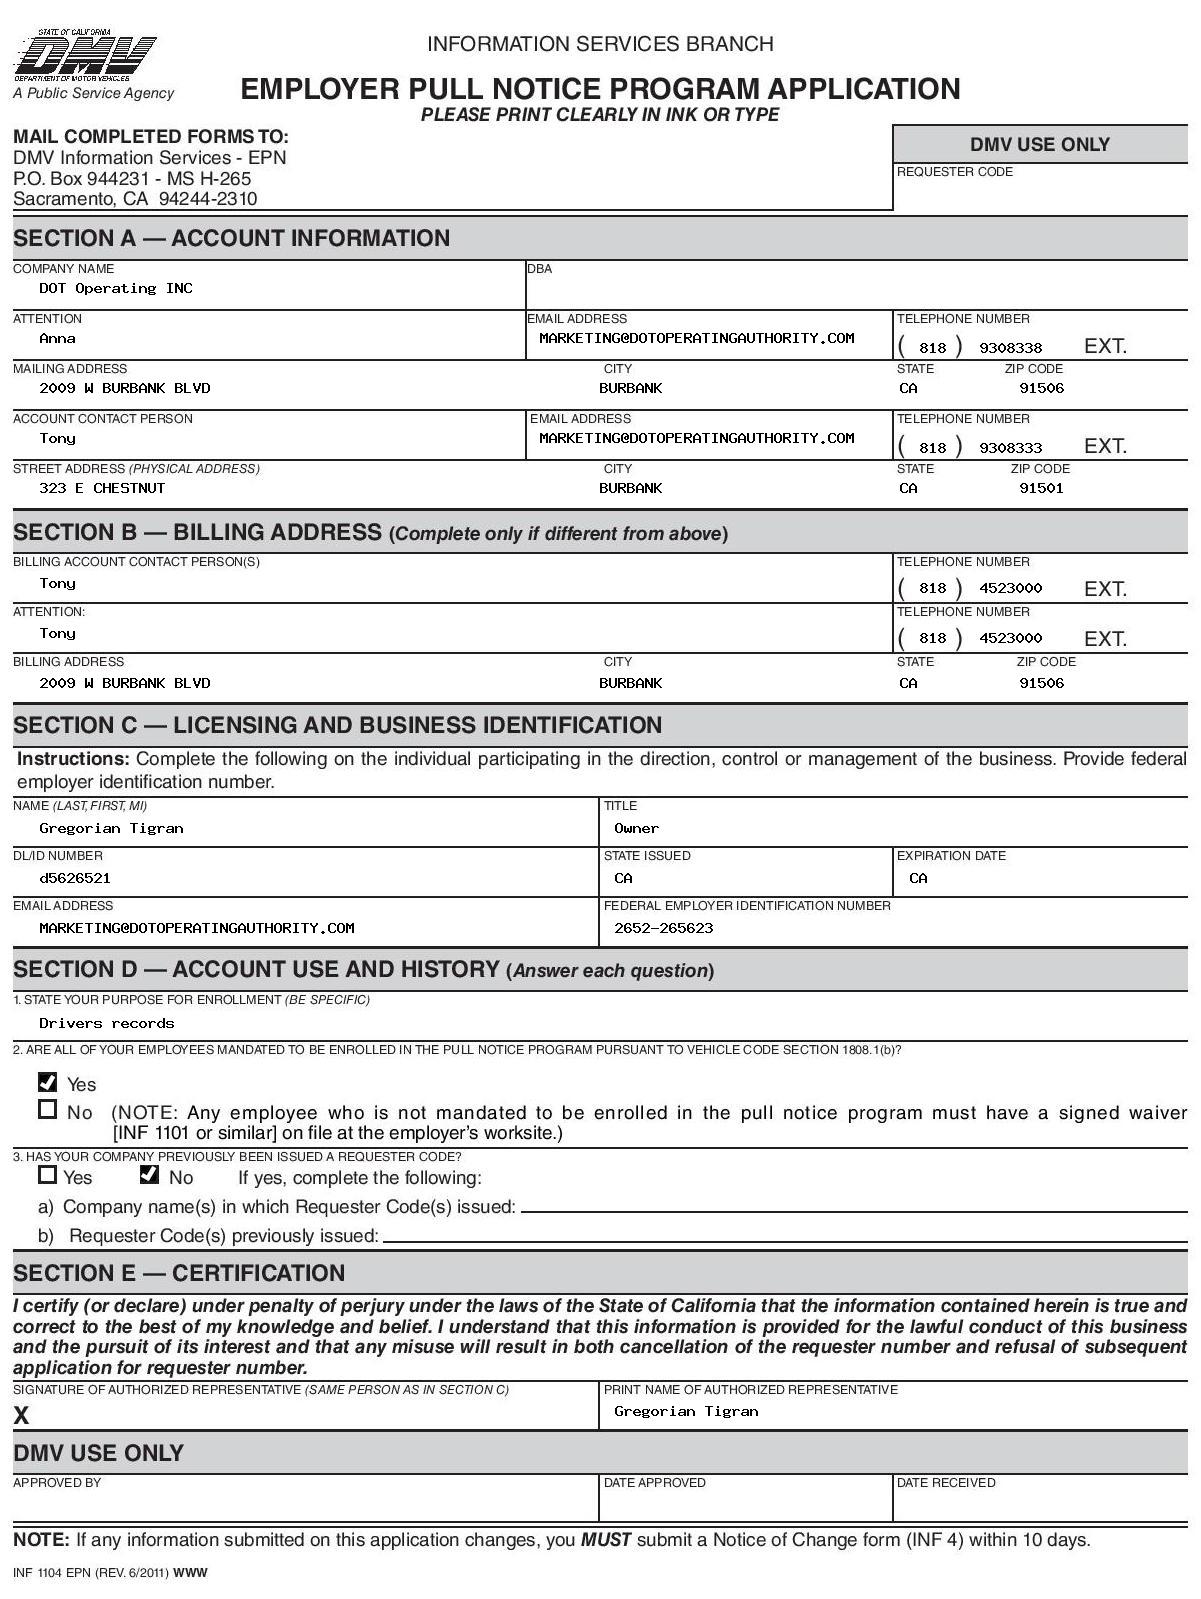 STATE OF CALIFORNIA
DMV
DEPARTMENT OF MOTOR VEHICLES
A Public Service Agency
INFORMATION SERVICES BRANCH
EMPLOYER PULL NOTICE PROGRAM APPLICATION
PLEASE PRINT CLEARLY IN INK OR TYPE
MAIL COMPLETED FORMS TO:
DMV Information Services - EPN
P.O. Box 944231 - MS H-265
Sacramento, CA 94244-2310
DMV USE ONLY
REQUESTER CODE
SECTION A — ACCOUNT INFORMATION
COMPANY NAME DBA
DOT Operating INC
ATTENTION EMAIL ADDRESS TELEPHONE NUMBER
Anna MARKETING@DOTOPERATINGAUTHORITY.COM ( 818 ) 9308338 EXT.
MAILING ADDRESS CITY STATE ZIP CODE
2009 W BURBANK BLVD BURBANK CA 91506
ACCOUNT CONTACT PERSON EMAIL ADDRESS TELEPHONE NUMBER
Tony MARKETING@DOTOPERATINGAUTHORITY.COM ( 818 ) 9308333 EXT.
STREET ADDRESS (PHYSICAL ADDRESS) CITY STATE ZIP CODE
323 E CHESTNUT BURBANK CA 91501
SECTION B — BILLING ADDRESS (Complete only if different from above)
BILLING ACCOUNT CONTACT PERSON(S) TELEPHONE NUMBER
Tony ( 818 ) 4523000 EXT.
ATTENTION: TELEPHONE NUMBER
Tony ( 818 ) 4523000 EXT.
BILLING ADDRESS CITY STATE ZIP CODE
2009 W BURBANK BLVD BURBANK CA 91506
SECTION C — LICENSING AND BUSINESS IDENTIFICATION
Instructions: Complete the following on the individual participating in the direction, control or management of the business. Provide federal
employer identification number.
NAME (LAST, FIRST, MI) TITLE
Gregorian Tigran Owner
DL/ID NUMBER STATE ISSUED EXPIRATION DATE
d5626521 CA CA
EMAIL ADDRESS FEDERAL EMPLOYER IDENTIFICATION NUMBER
MARKETING@DOTOPERATINGAUTHORITY.COM 2652-265623
SECTION D — ACCOUNT USE AND HISTORY (Answer each question)
1. STATE YOUR PURPOSE FOR ENROLLMENT (BE SPECIFIC)
Drivers records
2. ARE ALL OF YOUR EMPLOYEES MANDATED TO BE ENROLLED IN THE PULL NOTICE PROGRAM PURSUANT TO VEHICLE CODE SECTION 1808.1(b)?
Yes
No (NOTE: Any employee who is not mandated to be enrolled in the pull notice program must have a signed waiver
[INF 1101 or similar] on file at the employer's worksite.)
3. HAS YOUR COMPANY PREVIOUSLY BEEN ISSUED A REQUESTER CODE?
Yes No If yes, complete the following:
a) Company name(s) in which Requester Code(s) issued:
b) Requester Code(s) previously issued:
SECTION E — CERTIFICATION
I certify (or declare) under penalty of perjury under the laws of the State of California that the information contained herein is true and
correct to the best of my knowledge and belief. I understand that this information is provided for the lawful conduct of this business
and the pursuit of its interest and that any misuse will result in both cancellation of the requester number and refusal of subsequent
application for requester number.
SIGNATURE OF AUTHORIZED REPRESENTATIVE (SAME PERSON AS IN SECTION C) PRINT NAME OF AUTHORIZED REPRESENTATIVE
X Gregorian Tigran
DMV USE ONLY
APPROVED BY DATE APPROVED DATE RECEIVED
NOTE: If any information submitted on this application changes, you MUST submit a Notice of Change form (INF 4) within 10 days.
INF 1104 EPN (REV. 6/2011) WWW